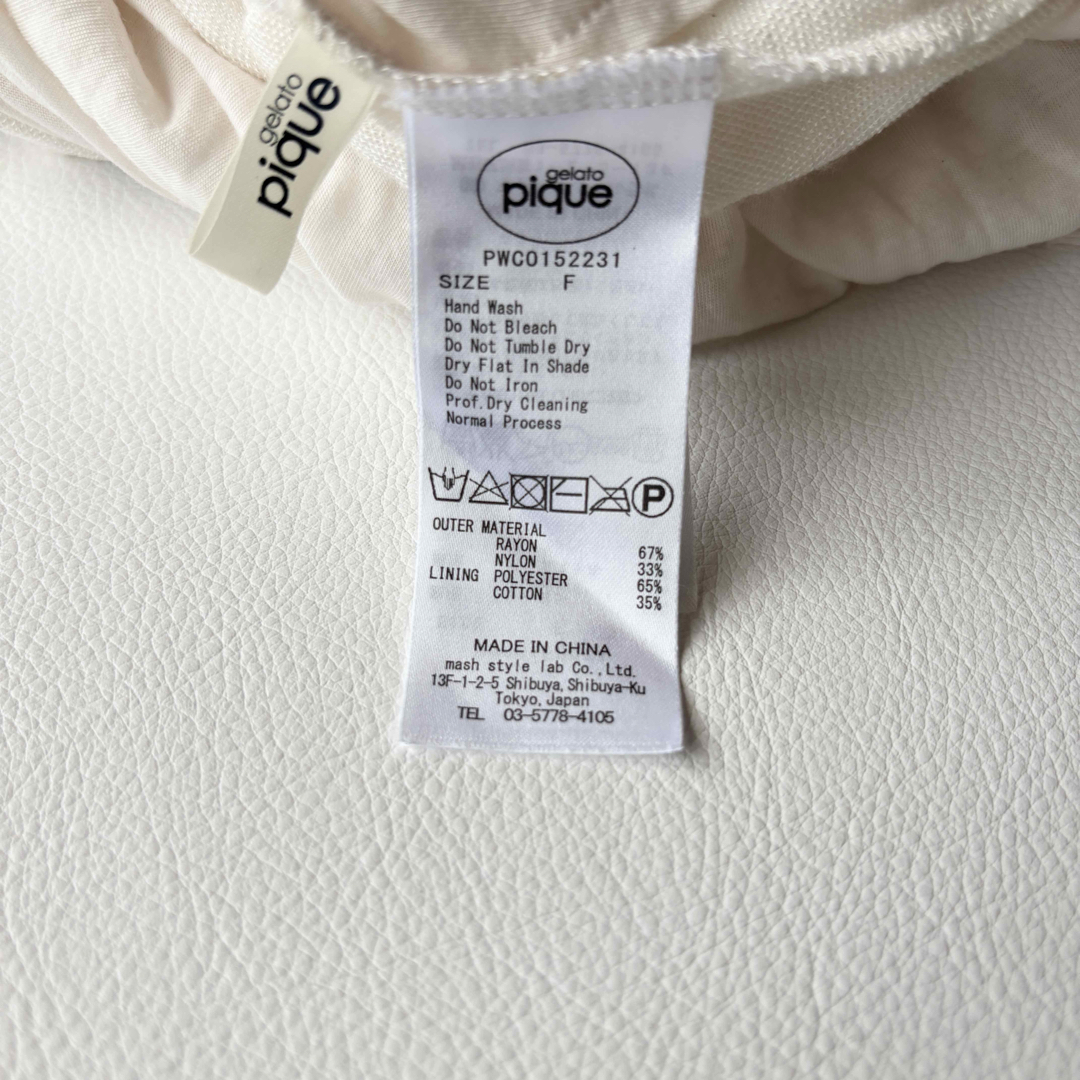 gelato
pique
gelato
pique
PWC0152231
SIZE F
Hand Wash
Do Not Bleach
Do Not Tumble Dry
Dry Flat In Shade
Do Not Iron
Prof.Dry Cleaning
Normal Process
P
OUTER MATERIAL
RAYON 67%
NYLON 33%
LINING POLYESTER 65%
COTTON 35%
MADE IN CHINA
mash style lab Co.,Ltd.
13F-1-2-5 Shibuya,Shibuya-Ku
Tokyo,Japan
TEL 03-5778-4105